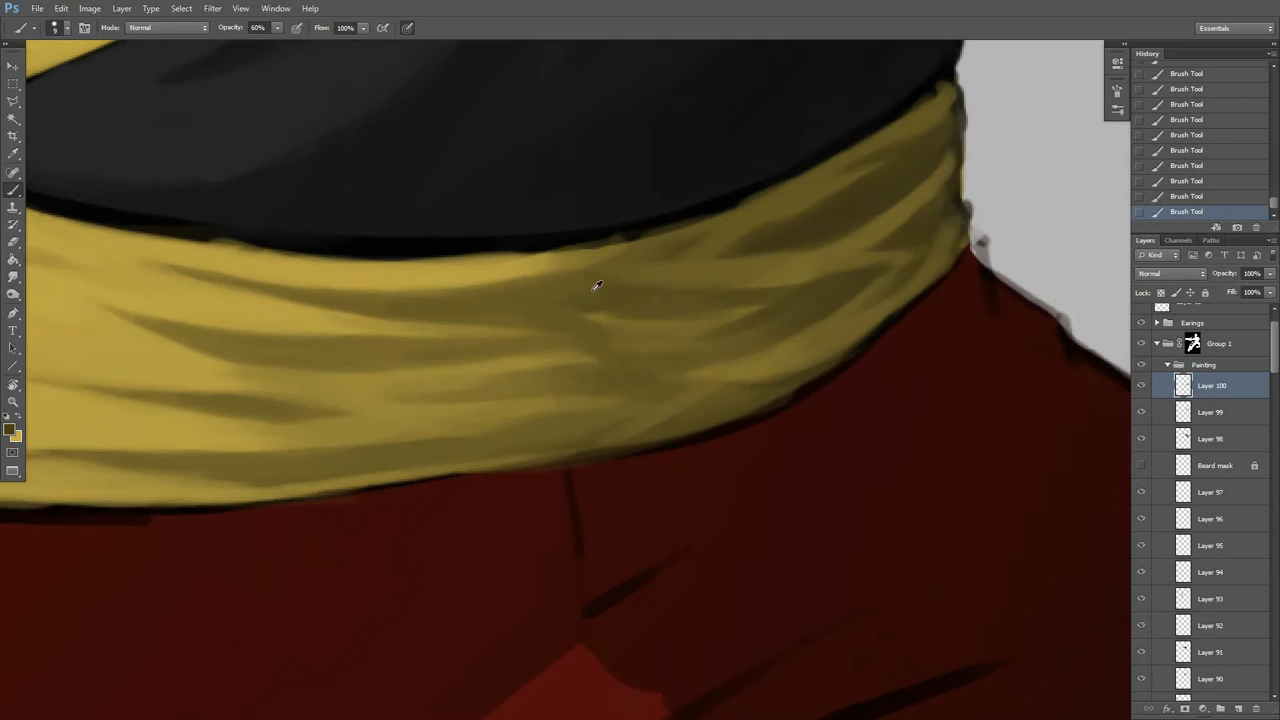 Ps File Edit Image Layer Type Select Filter View Window Help
9 Mode: Normal Opacity: 60% Flow: 100% Essentials
History
Brush Tool
Brush Tool
Brush Tool
Brush Tool
Brush Tool
Brush Tool
Brush Tool
Brush Tool
Brush Tool
Brush Tool
Layers Channels Paths
Kind
Normal Opacity: 100%
Lock: Fill: 100%
Earings
Group 1
Painting
Layer 100
Layer 99
Layer 98
Beard mask
Layer 97
Layer 96
Layer 95
Layer 94
Layer 93
Layer 92
Layer 91
Layer 90